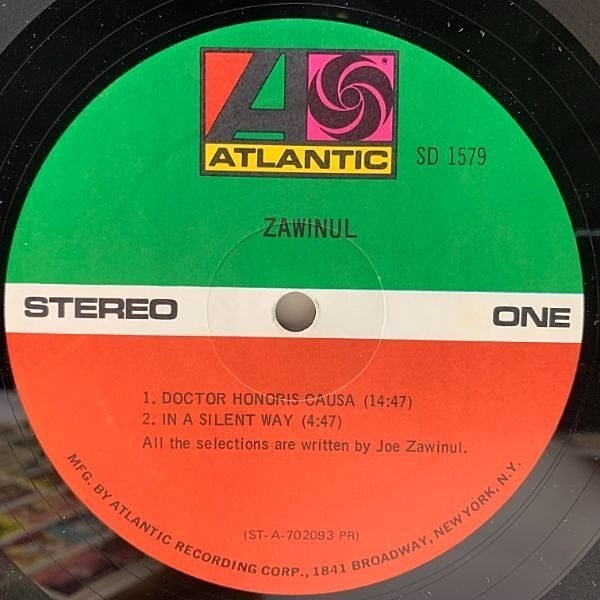 ATLANTIC
SD 1579
ZAWINUL
STEREO
ONE
1. DOCTOR HONORIS CAUSA (14:47)
2. IN A SILENT WAY (4:47)
All the selections are written by Joe Zawinul.
(ST-A-702093 PR)
MFG. BY ATLANTIC RECORDING CORP., 1841 BROADWAY, NEW YORK, N.Y.